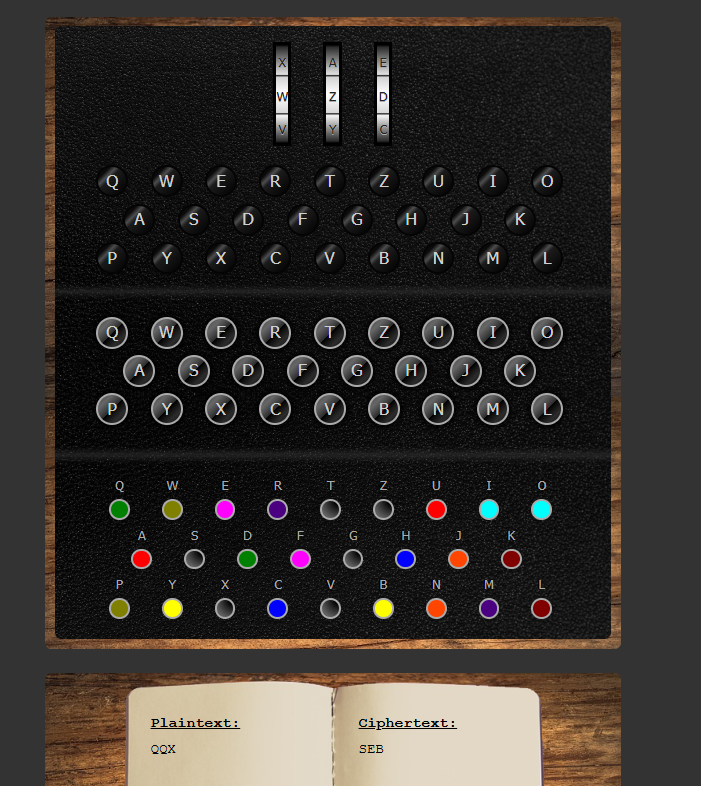 X A E
W Z D
V Y C
Q W E R T Z U I O
A S D F G H J K
P Y X C V B N M L
Q W E R T Z U I O
A S D F G H J K
P Y X C V B N M L
Q W E R T Z U I O
A S D F G H J K
P Y X C V B N M L
Plaintext: Ciphertext:
QQX SEB